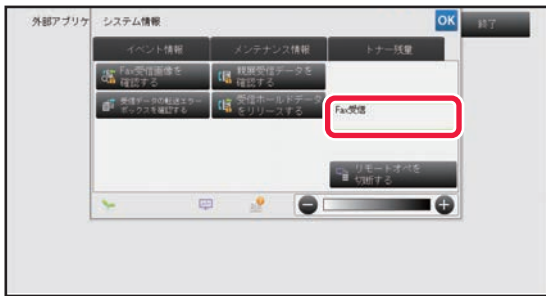 外部アプリケ
システム情報
OK
終了
イベント情報
メンテナンス情報
トナー残量
Fax受信画像を
確認する
親展受信データを
確認する
受信データの転送エラー
ボックスを確認する
受信ホールドデータ
をリリースする
Fax受信
リモートオペを
切断する